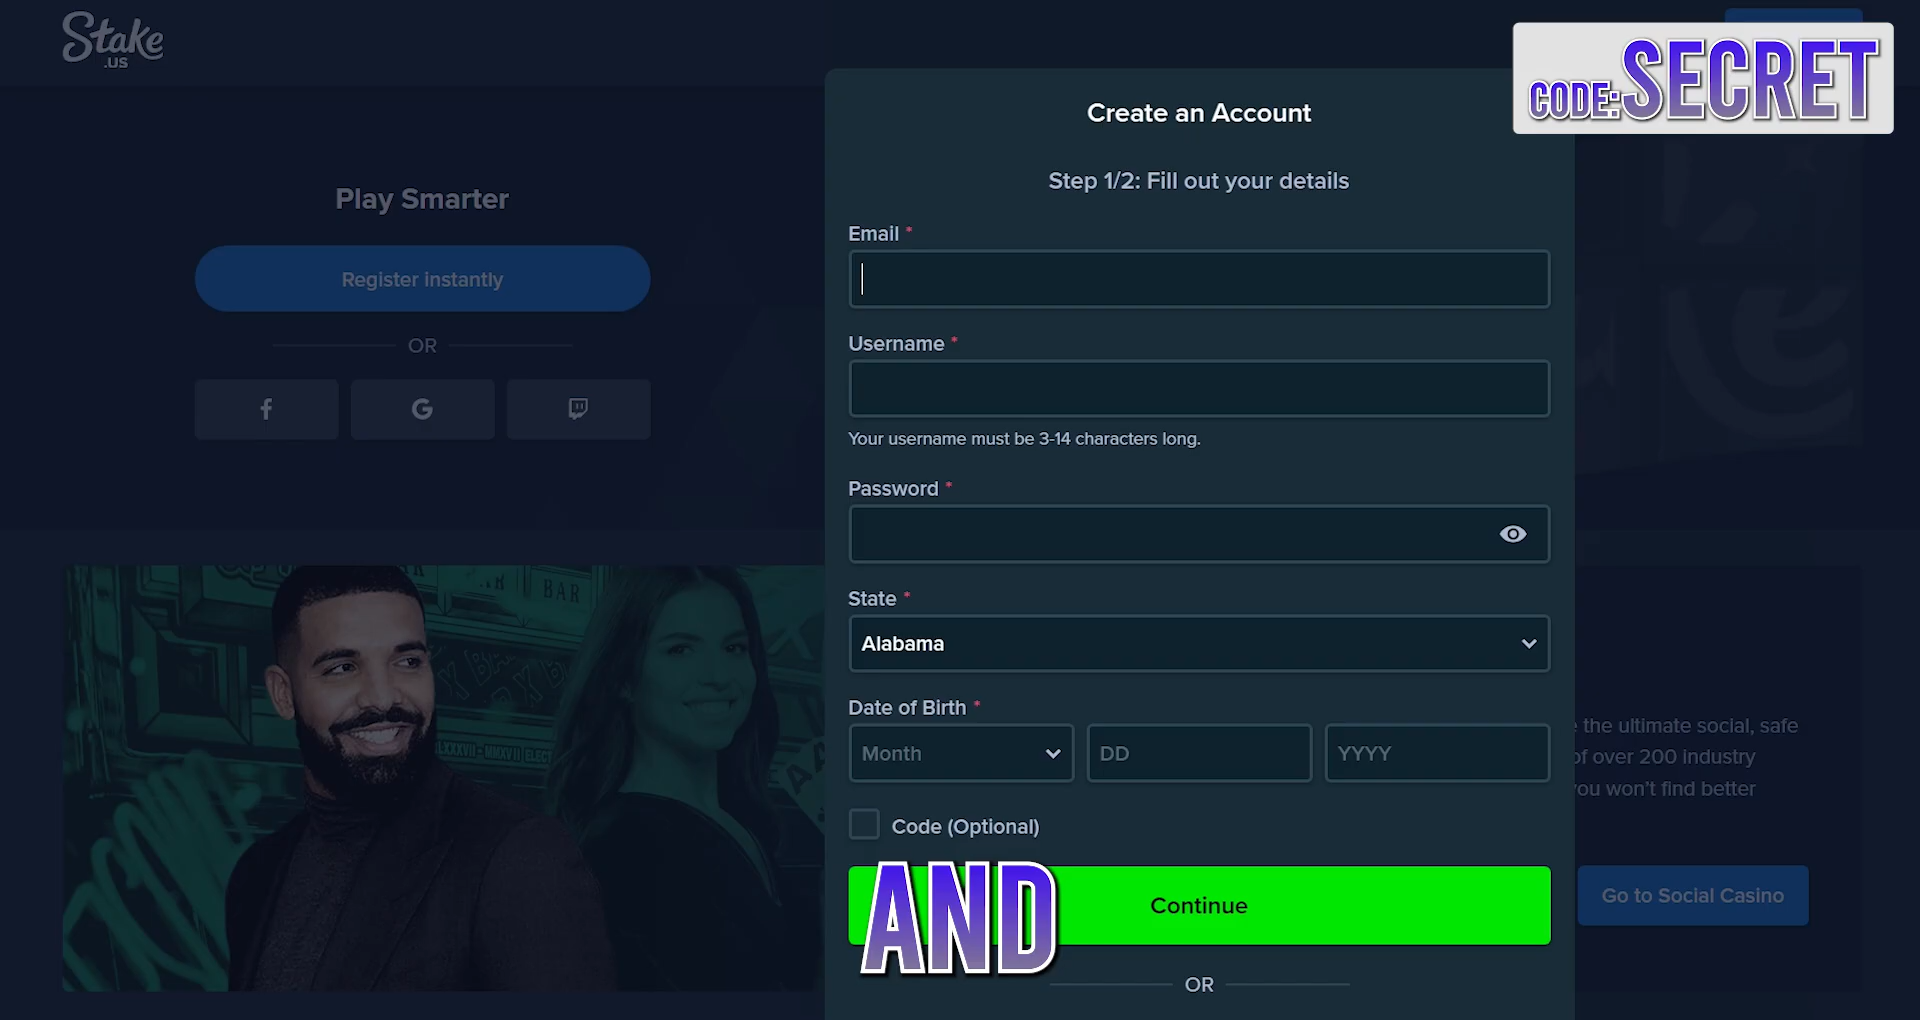 Stake
.US
CODE:SECRET
Create an Account
Step 1/2: Fill out your details
Play Smarter
Register instantly
OR
Email *
Username *
Your username must be 3-14 characters long.
Password *
State *
Alabama
Date of Birth *
Month
DD
YYYY
Code (Optional)
Continue
AND
OR
BAR
the ultimate social, safe
of over 200 industry
you won't find better
Go to Social Casino